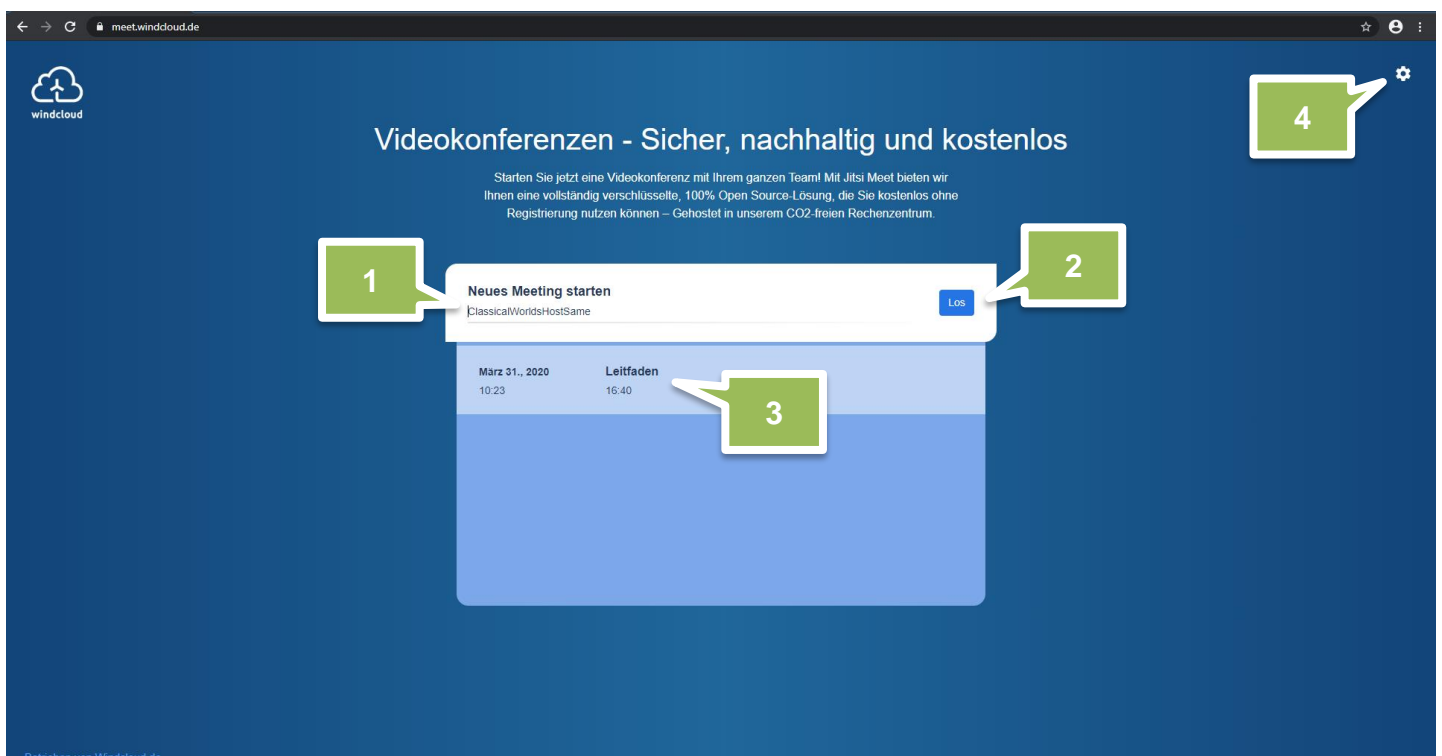 meet.windcloud.de
windcloud
4
Videokonferenzen - Sicher, nachhaltig und kostenlos
Starten Sie jetzt eine Videokonferenz mit Ihrem ganzen Team! Mit Jitsi Meet bieten wir
Ihnen eine vollständig verschlüsselte, 100% Open Source-Lösung, die Sie kostenlos ohne
Registrierung nutzen können – Gehostet in unserem CO2-freien Rechenzentrum.
1
2
Neues Meeting starten
ClassicalWorldsHostSame
Los
März 31., 2020
Leitfaden
10:23
16:40
3